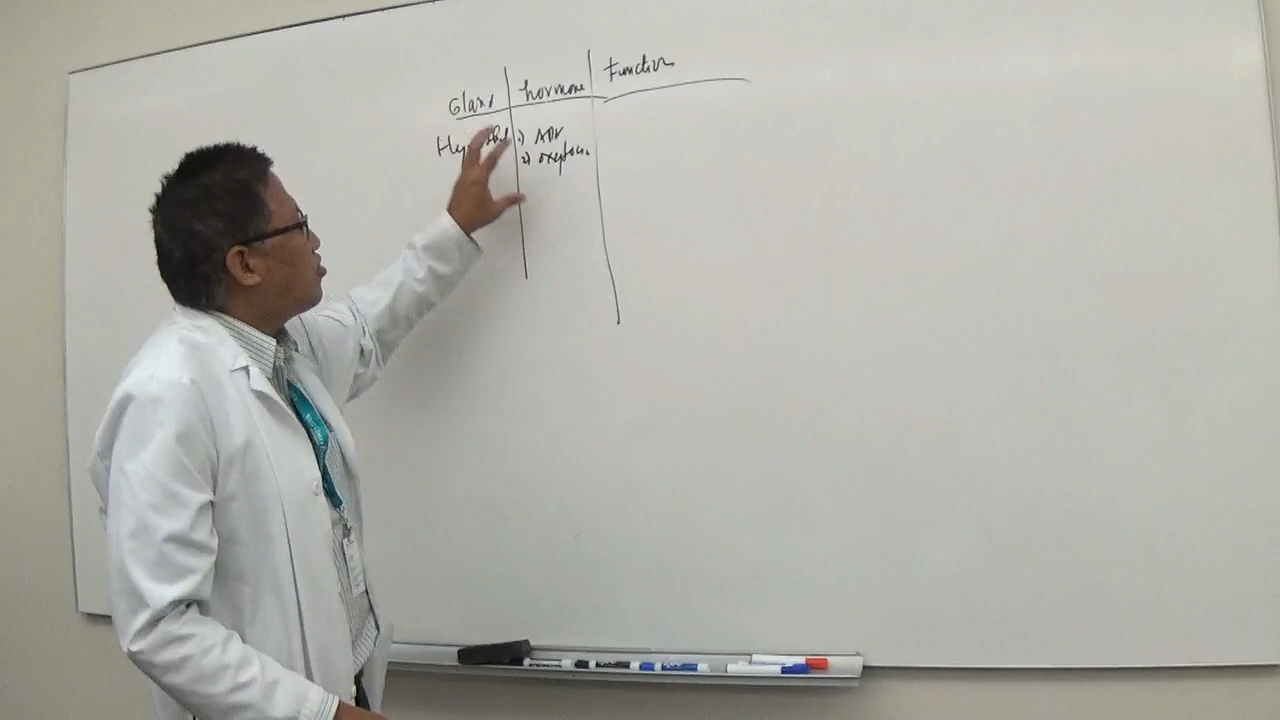 Gland hormone Function
1) ADH
2) oxytocin